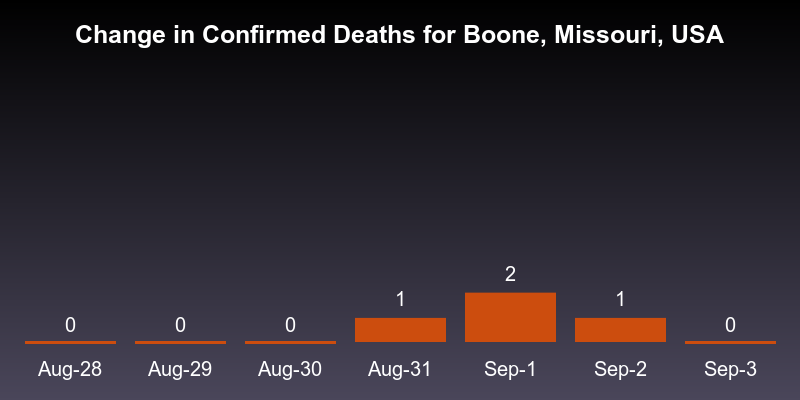 Change in Confirmed Deaths for Boone, Missouri, USA
2
1 1
0 0 0 0
Aug-28 Aug-29 Aug-30 Aug-31 Sep-1 Sep-2 Sep-3